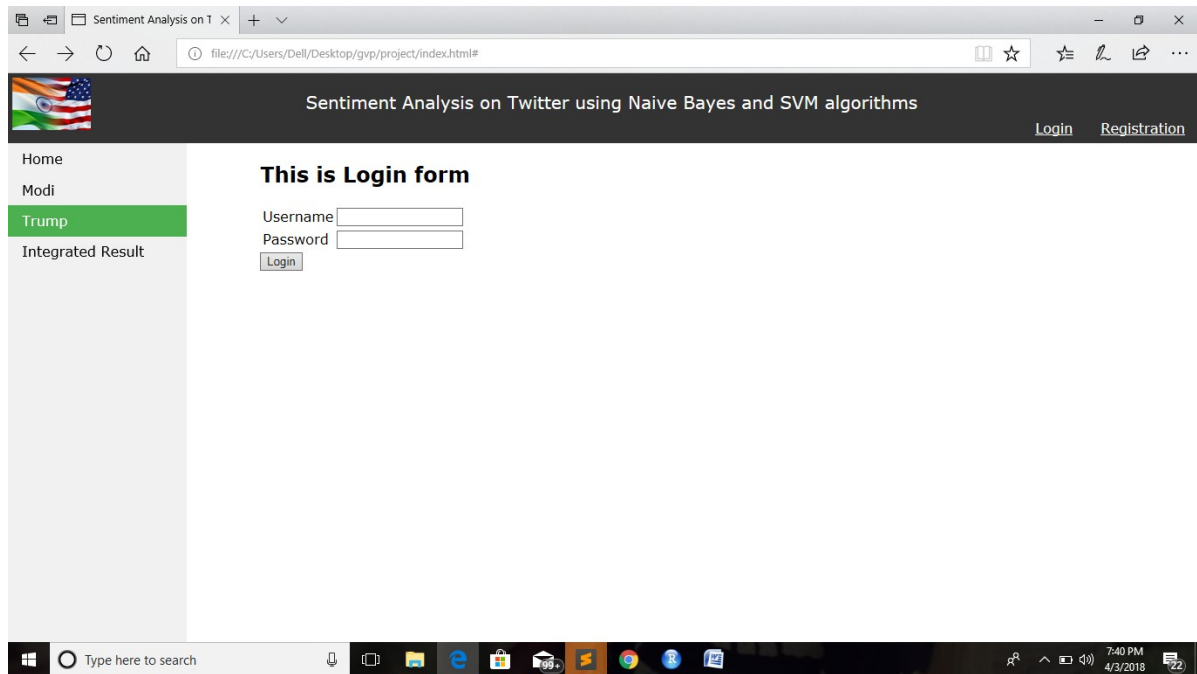 Sentiment Analysis on T
file:///C:/Users/Dell/Desktop/gvp/project/index.html#
Sentiment Analysis on Twitter using Naive Bayes and SVM algorithms
Login Registration
Home
Modi
Trump
Integrated Result
This is Login form
Username
Password
Login
Type here to search
99+
R
W
7:40 PM
4/3/2018
22